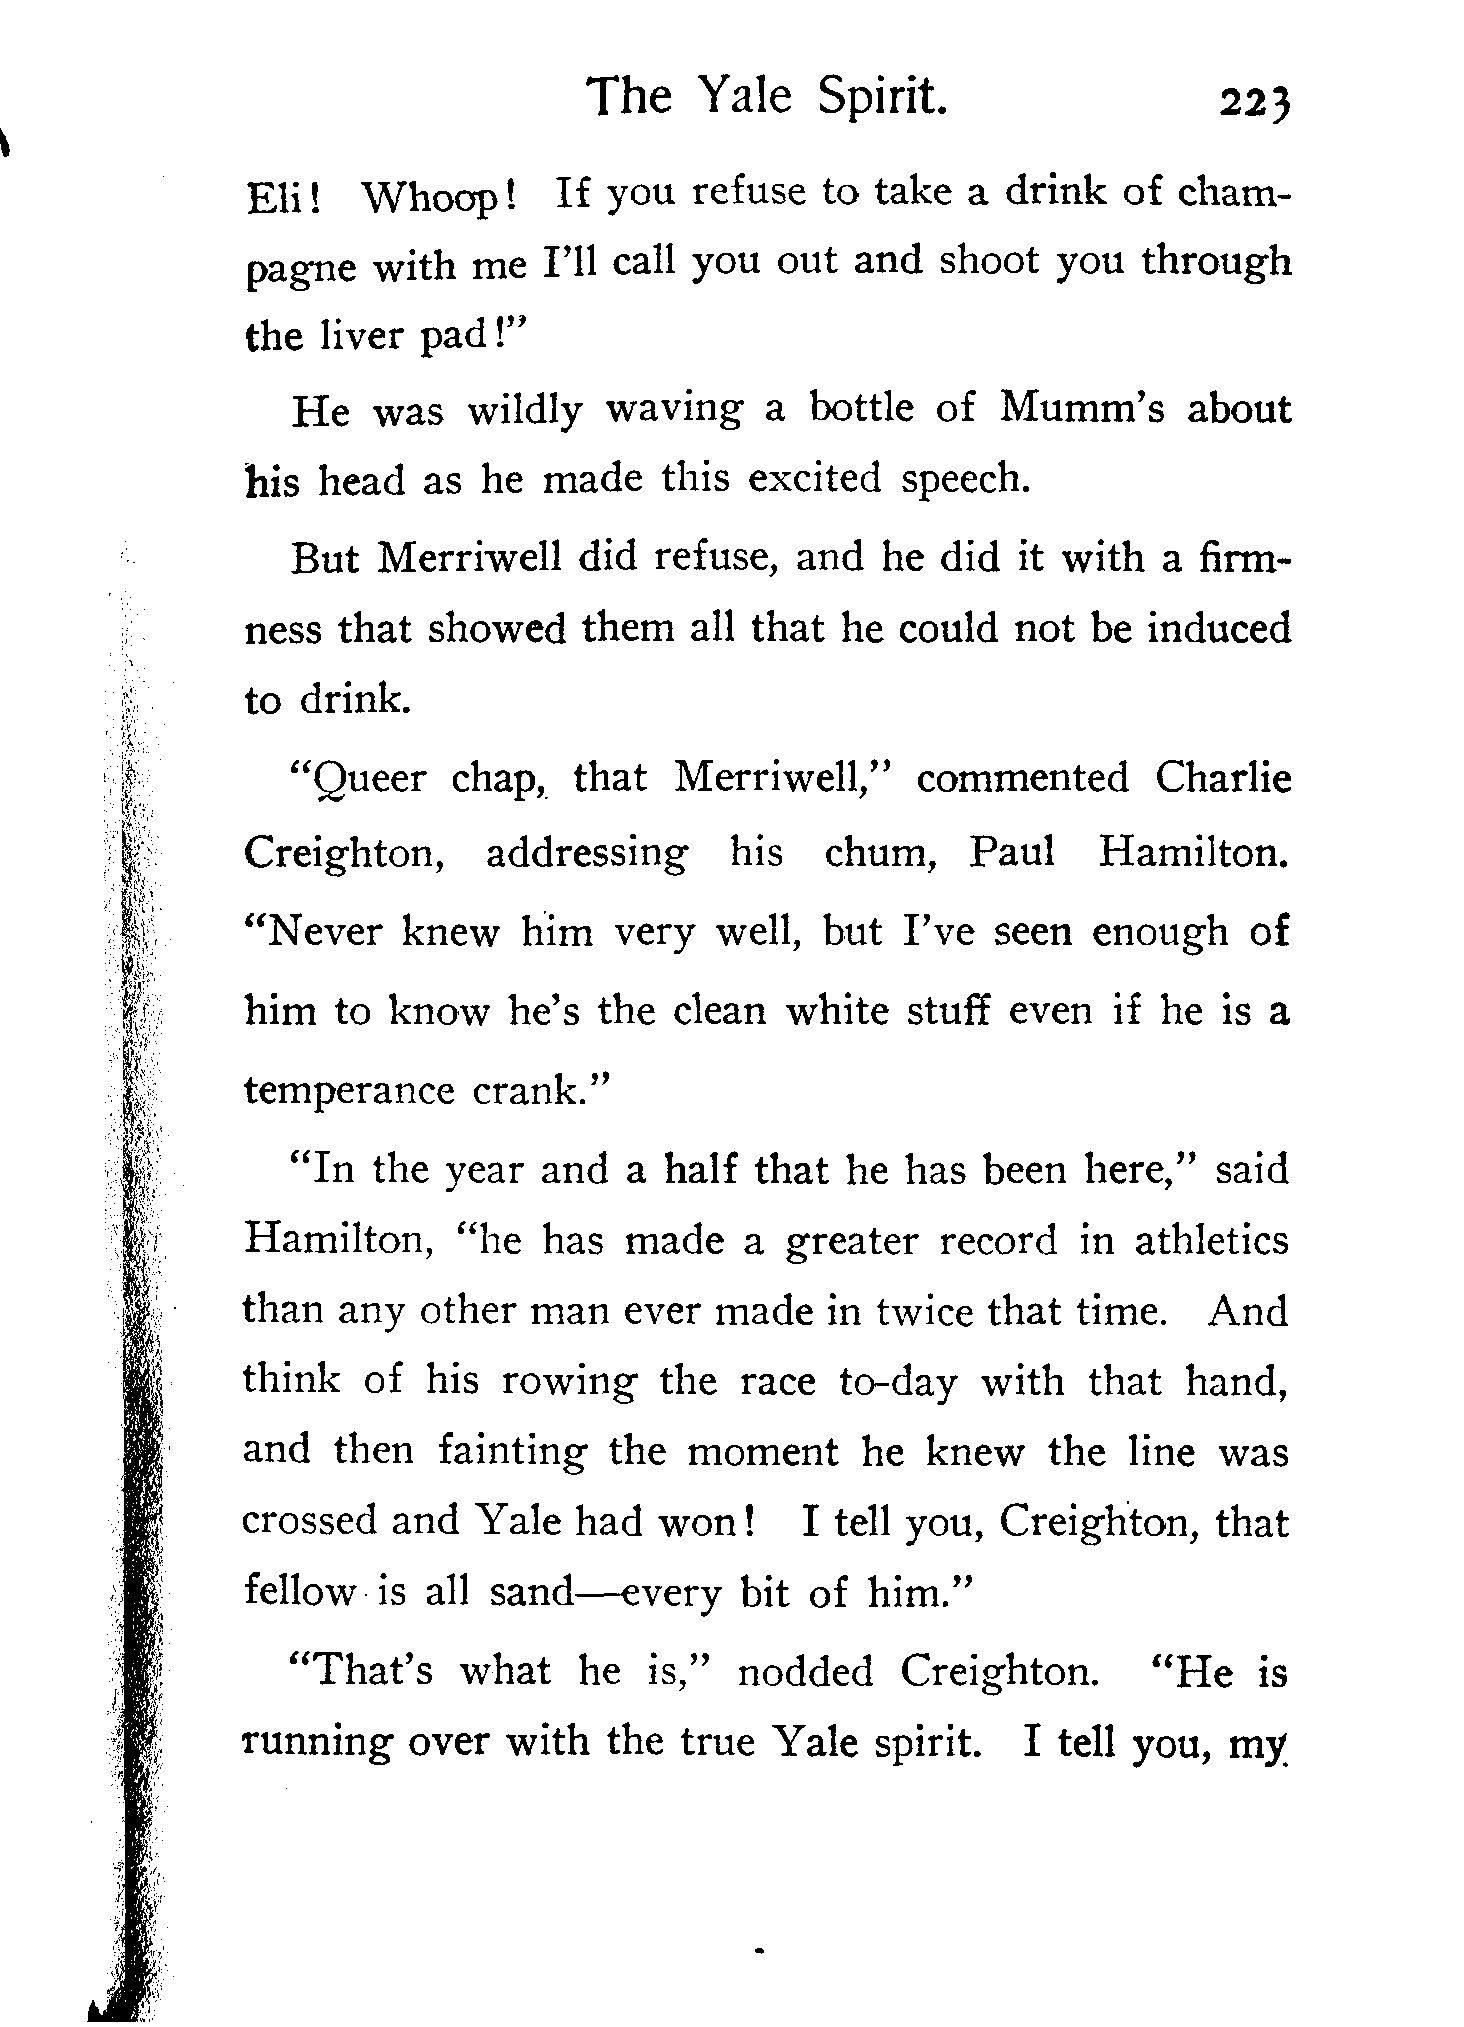 The Yale Spirit. 223
Eli! Whoop! If you refuse to take a drink of cham-
pagne with me I'll call you out and shoot you through
the liver pad!"
He was wildly waving a bottle of Mumm's about
his head as he made this excited speech.
But Merriwell did refuse, and he did it with a firm-
ness that showed them all that he could not be induced
to drink.
"Queer chap, that Merriwell," commented Charlie
Creighton, addressing his chum, Paul Hamilton.
"Never knew him very well, but I've seen enough of
him to know he's the clean white stuff even if he is a
temperance crank."
"In the year and a half that he has been here," said
Hamilton, "he has made a greater record in athletics
than any other man ever made in twice that time. And
think of his rowing the race to-day with that hand,
and then fainting the moment he knew the line was
crossed and Yale had won! I tell you, Creighton, that
fellow is all sand—every bit of him."
"That's what he is," nodded Creighton. "He is
running over with the true Yale spirit. I tell you, my